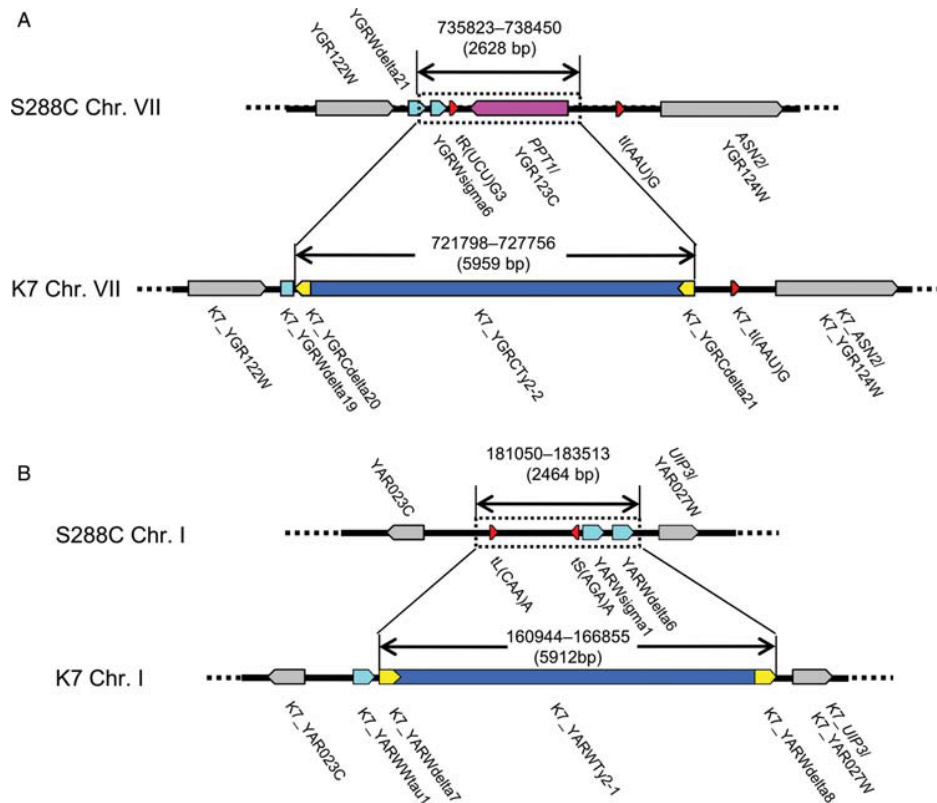 A
YGR122W
YGRWdelta21
735823–738450
(2628 bp)
S288C Chr. VII
YGRWsigma6
tR(UCU)G3
PPT1/
YGR123C
tI(AAU)G
ASN2/
YGR124W
721798–727756
(5959 bp)
K7 Chr. VII
K7_YGR122W
K7_YGRWdelta19
K7_YGRCdelta20
K7_YGRCTy2-2
K7_YGRCdelta21
K7_tI(AAU)G
K7_ASN2/
K7_YGR124W
B
YAR023C
181050–183513
(2464 bp)
UIP3/
YAR027W
S288C Chr. I
tL(CAA)A
tS(AGA)A
YARWsigma1
YARWdelta6
160944–166855
(5912bp)
K7 Chr. I
K7_YAR023C
K7_YARWWtau1
K7_YARWdelta7
K7_YARWTy2-1
K7_YARWdelta8
K7_UIP3/
K7_YAR027W